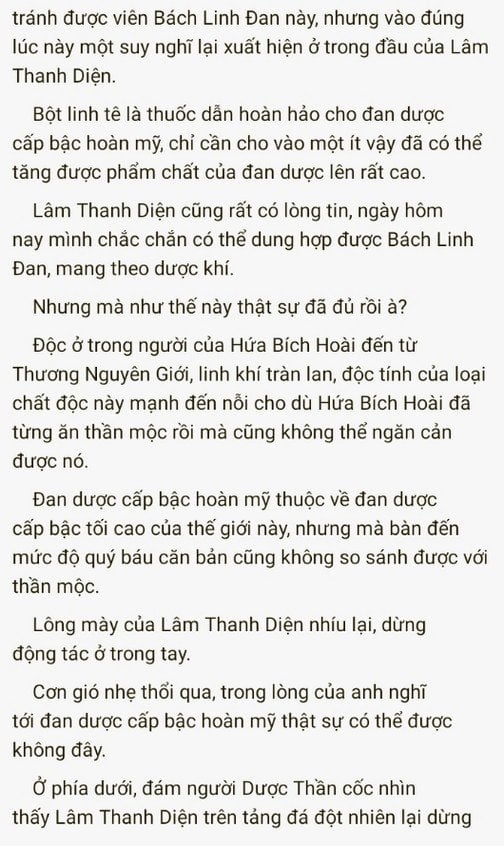 tránh được viên Bách Linh Đan này, nhưng vào đúng
lúc này một suy nghĩ lại xuất hiện ở trong đầu của Lâm
Thanh Diện.
Bột linh tê là thuốc dẫn hoàn hảo cho đan dược
cấp bậc hoàn mỹ, chỉ cần cho vào một ít vậy đã có thể
tăng được phẩm chất của đan dược lên rất cao.
Lâm Thanh Diện cũng rất có lòng tin, ngày hôm
nay mình chắc chắn có thể dung hợp được Bách Linh
Đan, mang theo dược khí.
Nhưng mà như thế này thật sự đã đủ rồi à?
Độc ở trong người của Hứa Bích Hoài đến từ
Thương Nguyên Giới, linh khí tràn lan, độc tính của loại
chất độc này mạnh đến nỗi cho dù Hứa Bích Hoài đã
từng ăn thần mộc rồi mà cũng không thể ngăn cản
được nó.
Đan dược cấp bậc hoàn mỹ thuộc về đan dược
cấp bậc tối cao của thế giới này, nhưng mà bàn đến
mức độ quý báu căn bản cũng không so sánh được với
thần mộc.
Lông mày của Lâm Thanh Diện nhíu lại, dừng
động tác ở trong tay.
Cơn gió nhẹ thổi qua, trong lòng của anh nghĩ
tới đan dược cấp bậc hoàn mỹ thật sự có thể được
không đây.
Ở phía dưới, đám người Dược Thần cốc nhìn
thấy Lâm Thanh Diện trên tảng đá đột nhiên lại dừng